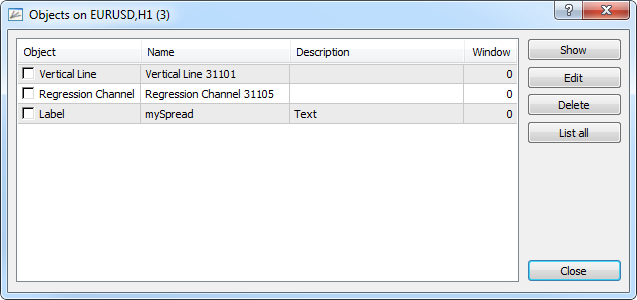 Objects on EURUSD,H1 (3)
Object Name Description Window
Vertical Line Vertical Line 31101 0
Regression Channel Regression Channel 31105 0
Label mySpread Text 0
Show
Edit
Delete
List all
Close